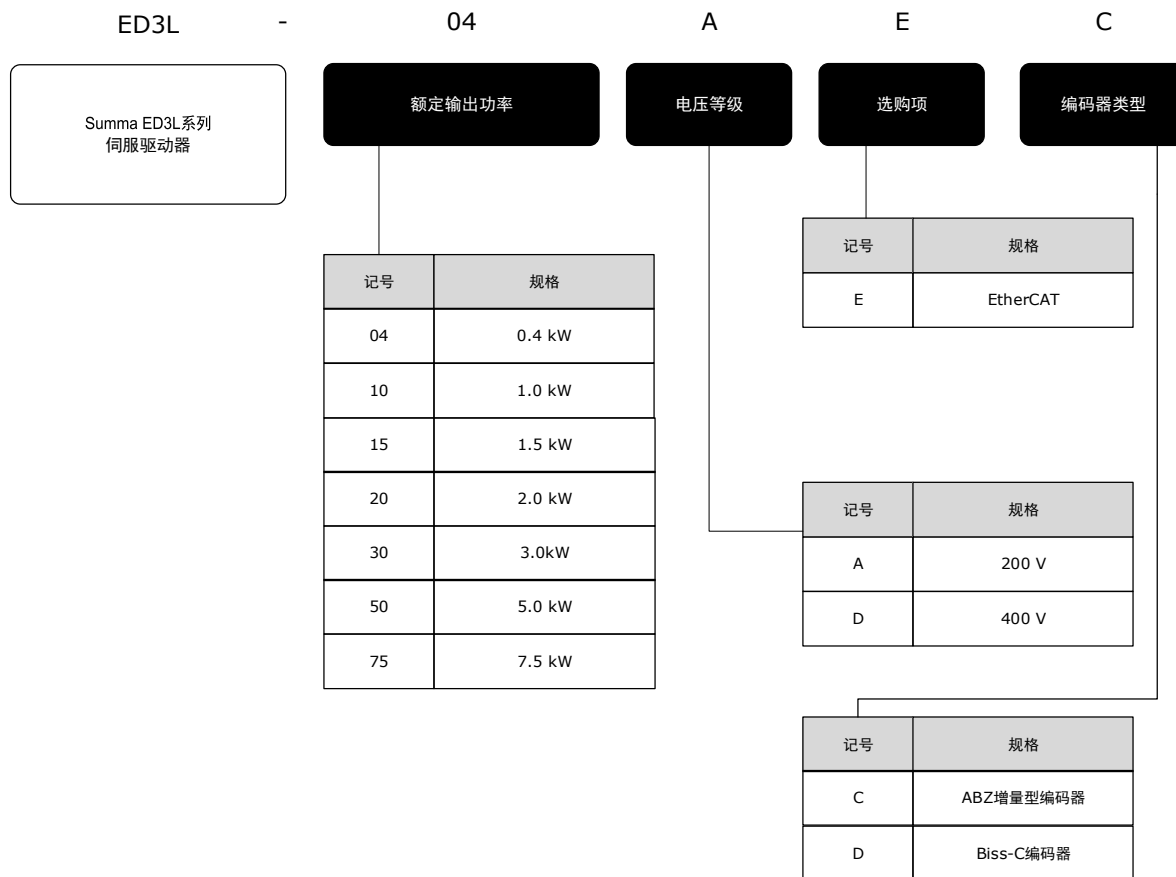 ED3L - 04 A E C
Summa ED3L系列
伺服驱动器
额定输出功率
电压等级
选购项
编码器类型
记号 规格
04 0.4 kW
10 1.0 kW
15 1.5 kW
20 2.0 kW
30 3.0kW
50 5.0 kW
75 7.5 kW
记号 规格
E EtherCAT
记号 规格
A 200 V
D 400 V
记号 规格
C ABZ增量型编码器
D Biss-C编码器